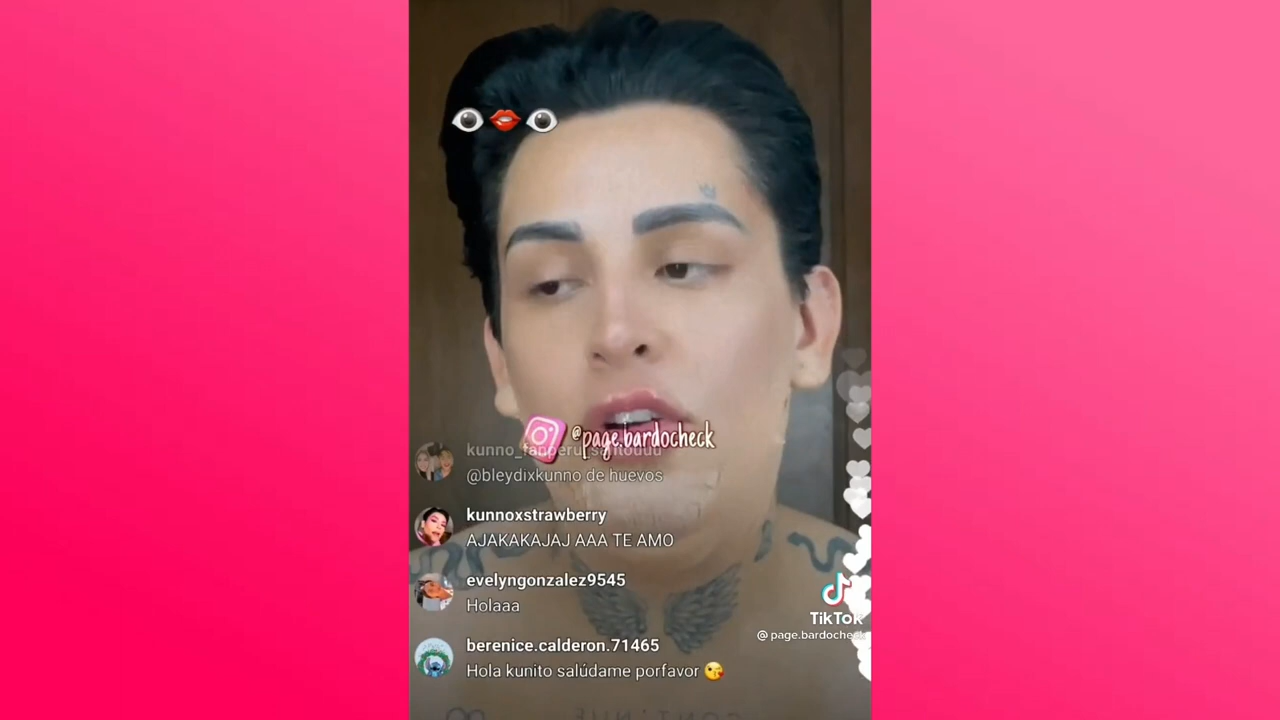 @page.bardocheck
@bleydixkunno de huevos
kunnoxstrawberry
AJAKAKAJAJ AAA TE AMO
evelyngonzalez9545
Holaaa
berenice.calderon.71465
Hola kunito salúdame porfavor
TikTok
@page.bardocheck